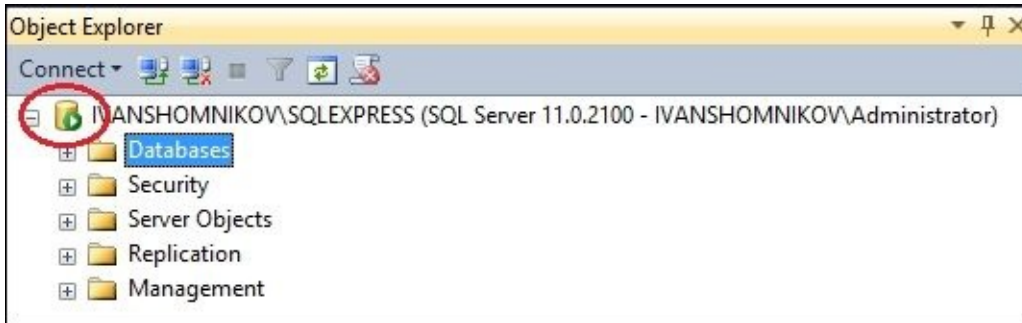 Object Explorer
Connect
IVANSHOMNIKOV\SQLEXPRESS (SQL Server 11.0.2100 - IVANSHOMNIKOV\Administrator)
Databases
Security
Server Objects
Replication
Management